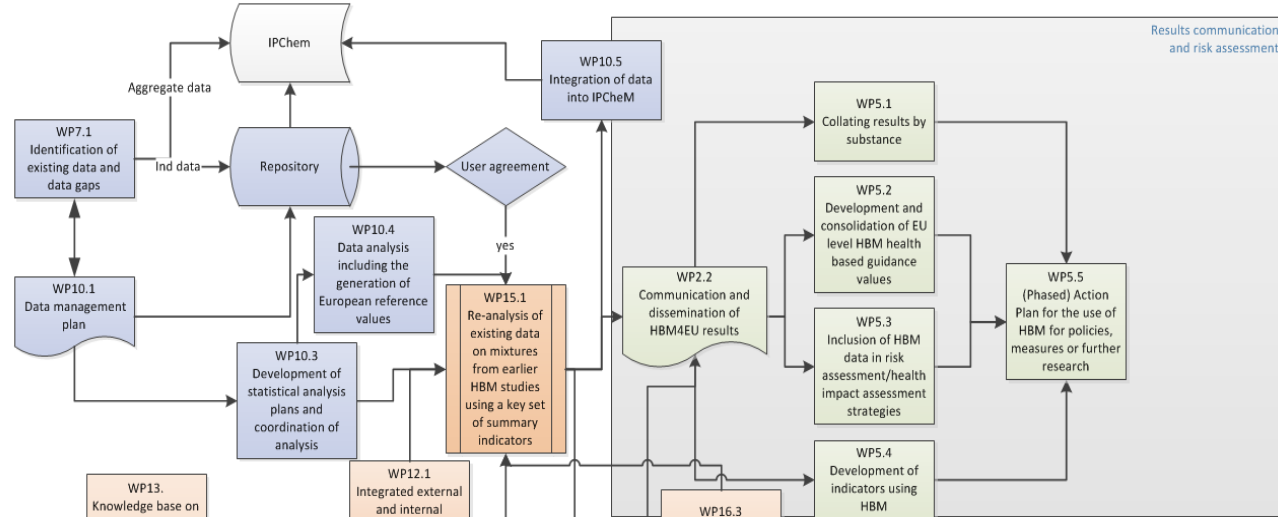 Results communication
and risk assessment
IPChem
WP10.5
Integration of data
into IPCheM
Aggregate data
WP5.1
Collating results by
substance
WP7.1
Identification of
existing data and
data gaps
Ind data
Repository
User agreement
WP5.2
Development and
consolidation of EU
level HBM health
based guidance
values
WP10.4
Data analysis
including the
generation of
European reference
values
yes
WP10.1
Data management
plan
WP15.1
Re-analysis of
existing data
on mixtures
from earlier
HBM studies
using a key set
of summary
indicators
WP2.2
Communication and
dissemination of
HBM4EU results
WP5.5
(Phased) Action
Plan for the use of
HBM for policies,
measures or further
research
WP5.3
Inclusion of HBM
data in risk
assessment/health
impact assessment
strategies
WP10.3
Development of
statistical analysis
plans and
coordination of
analysis
WP5.4
Development of
indicators using
HBM
WP12.1
Integrated external
and internal
WP13.
Knowledge base on
WP16.3